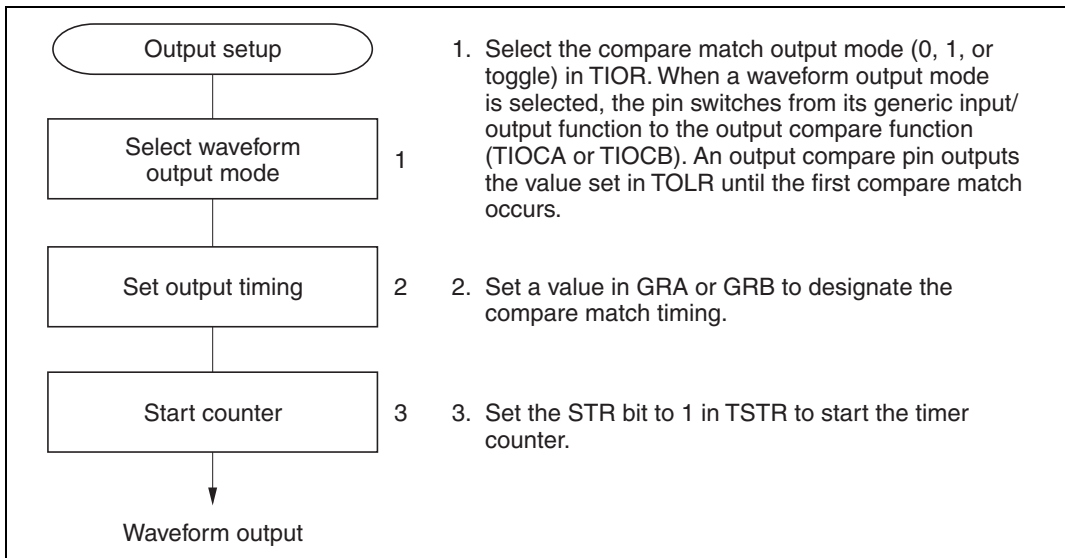 Output setup
Select waveform
output mode
1
1. Select the compare match output mode (0, 1, or
toggle) in TIOR. When a waveform output mode
is selected, the pin switches from its generic input/
output function to the output compare function
(TIOCA or TIOCB). An output compare pin outputs
the value set in TOLR until the first compare match
occurs.
Set output timing
2
2. Set a value in GRA or GRB to designate the
compare match timing.
Start counter
3
3. Set the STR bit to 1 in TSTR to start the timer
counter.
Waveform output